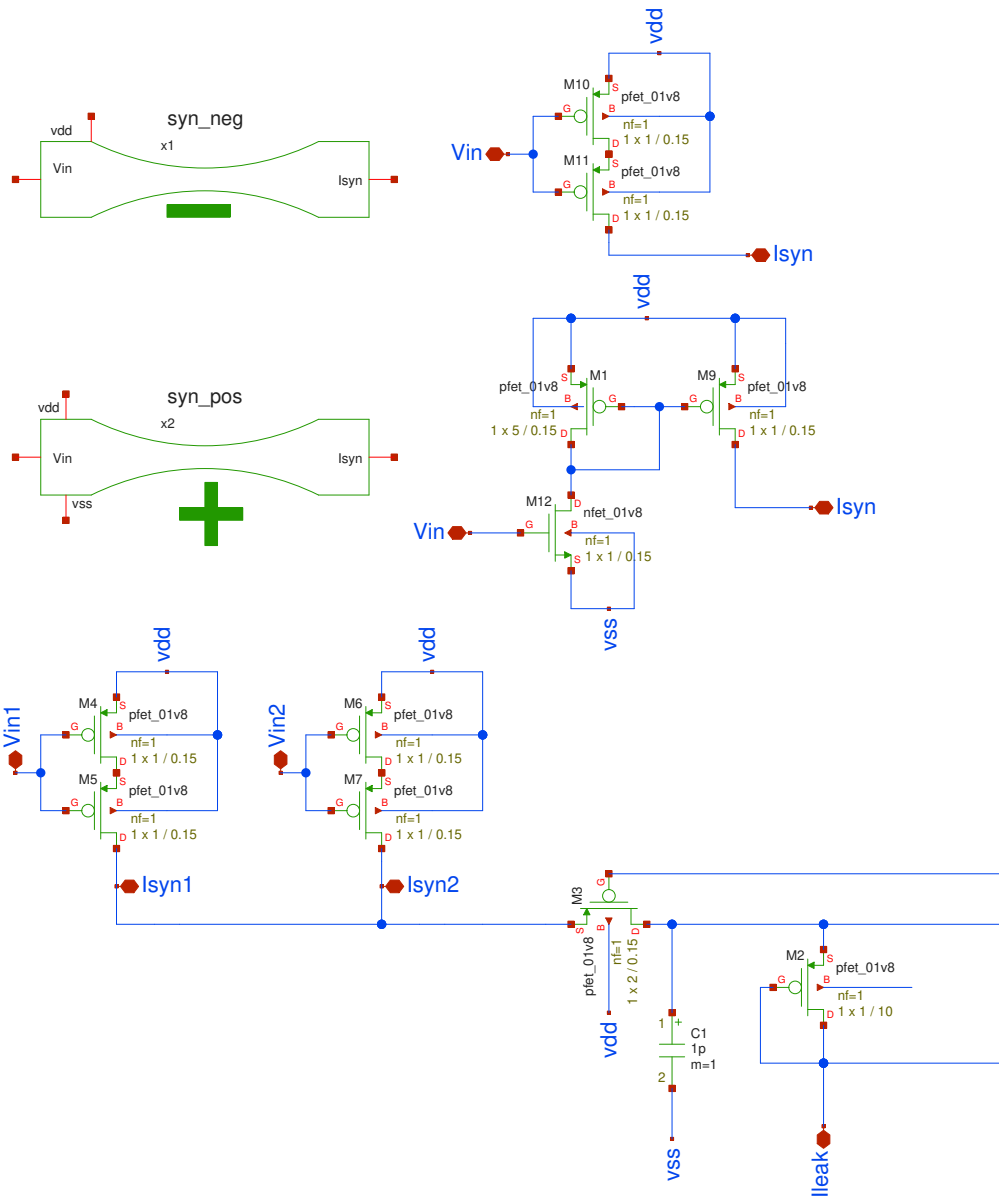 syn_neg
x1
vdd
Vin
Isyn
vdd
M10
S
pfet_01v8
G
B
nf=1
1 x 1 / 0.15
D
Vin
M11
S
pfet_01v8
G
B
nf=1
1 x 1 / 0.15
D
Isyn
syn_pos
x2
vdd
Vin
Isyn
vss
vdd
M1
S
pfet_01v8
B
G
nf=1
1 x 5 / 0.15
D
M9
S
pfet_01v8
G
B
nf=1
1 x 1 / 0.15
D
Isyn
M12
D
nfet_01v8
Vin
G
B
nf=1
S
1 x 1 / 0.15
vss
vdd
Vin1
M4
S
pfet_01v8
G
B
nf=1
1 x 1 / 0.15
D
M5
S
pfet_01v8
G
B
nf=1
1 x 1 / 0.15
D
Isyn1
vdd
Vin2
M6
S
pfet_01v8
G
B
nf=1
1 x 1 / 0.15
D
M7
S
pfet_01v8
G
B
nf=1
1 x 1 / 0.15
D
Isyn2
M3
G
S
B
D
pfet_01v8
nf=1
1 x 2 / 0.15
vdd
1
+
C1
1p
m=1
2
vss
M2
S
pfet_01v8
G
B
nf=1
1 x 1 / 10
D
Ileak